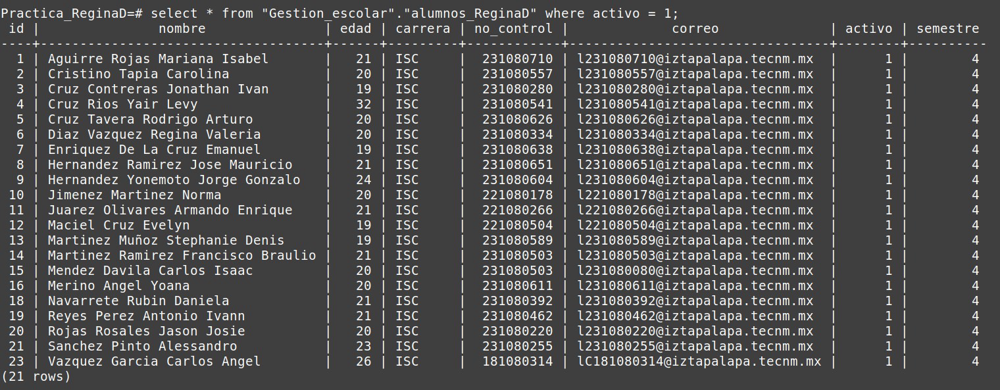 Practica_ReginaD=# select * from "Gestion_escolar"."alumnos_ReginaD" where activo = 1;
 id |               nombre               | edad | carrera | no_control |             correo              | activo | semestre
----+------------------------------------+------+---------+------------+---------------------------------+--------+----------
  1 | Aguirre Rojas Mariana Isabel       |   21 | ISC     |  231080710 | l231080710@iztapalapa.tecnm.mx  |      1 |        4
  2 | Cristino Tapia Carolina            |   20 | ISC     |  231080557 | l231080557@iztapalapa.tecnm.mx  |      1 |        4
  3 | Cruz Contreras Jonathan Ivan       |   19 | ISC     |  231080280 | l231080280@iztapalapa.tecnm.mx  |      1 |        4
  4 | Cruz Rios Yair Levy                |   32 | ISC     |  231080541 | l231080541@iztapalapa.tecnm.mx  |      1 |        4
  5 | Cruz Tavera Rodrigo Arturo         |   20 | ISC     |  231080626 | l231080626@iztapalapa.tecnm.mx  |      1 |        4
  6 | Diaz Vazquez Regina Valeria        |   20 | ISC     |  231080334 | l231080334@iztapalapa.tecnm.mx  |      1 |        4
  7 | Enriquez De La Cruz Emanuel        |   19 | ISC     |  231080638 | l231080638@iztapalapa.tecnm.mx  |      1 |        4
  8 | Hernandez Ramirez Jose Mauricio    |   21 | ISC     |  231080651 | l231080651@iztapalapa.tecnm.mx  |      1 |        4
  9 | Hernandez Yonemoto Jorge Gonzalo   |   24 | ISC     |  231080604 | l231080604@iztapalapa.tecnm.mx  |      1 |        4
 10 | Jimenez Martinez Norma             |   20 | ISC     |  221080178 | l221080178@iztapalapa.tecnm.mx  |      1 |        4
 11 | Juarez Olivares Armando Enrique    |   21 | ISC     |  221080266 | l221080266@iztapalapa.tecnm.mx  |      1 |        4
 12 | Maciel Cruz Evelyn                 |   19 | ISC     |  221080504 | l221080504@iztapalapa.tecnm.mx  |      1 |        4
 13 | Martinez Muñoz Stephanie Denis     |   19 | ISC     |  231080589 | l231080589@iztapalapa.tecnm.mx  |      1 |        4
 14 | Martinez Ramirez Francisco Braulio |   21 | ISC     |  231080503 | l231080503@iztapalapa.tecnm.mx  |      1 |        4
 15 | Mendez Davila Carlos Isaac         |   20 | ISC     |  231080503 | l231080080@iztapalapa.tecnm.mx  |      1 |        4
 16 | Merino Angel Yoana                 |   20 | ISC     |  231080611 | l231080611@iztapalapa.tecnm.mx  |      1 |        4
 18 | Navarrete Rubin Daniela            |   21 | ISC     |  231080392 | l231080392@iztapalapa.tecnm.mx  |      1 |        4
 19 | Reyes Perez Antonio Ivann          |   21 | ISC     |  231080462 | l231080462@iztapalapa.tecnm.mx  |      1 |        4
 20 | Rojas Rosales Jason Josie          |   20 | ISC     |  231080220 | l231080220@iztapalapa.tecnm.mx  |      1 |        4
 21 | Sanchez Pinto Alessandro           |   23 | ISC     |  231080255 | l231080255@iztapalapa.tecnm.mx  |      1 |        4
 23 | Vazquez Garcia Carlos Angel        |   26 | ISC     |  181080314 | lC181080314@iztapalapa.tecnm.mx |      1 |        4
(21 rows)